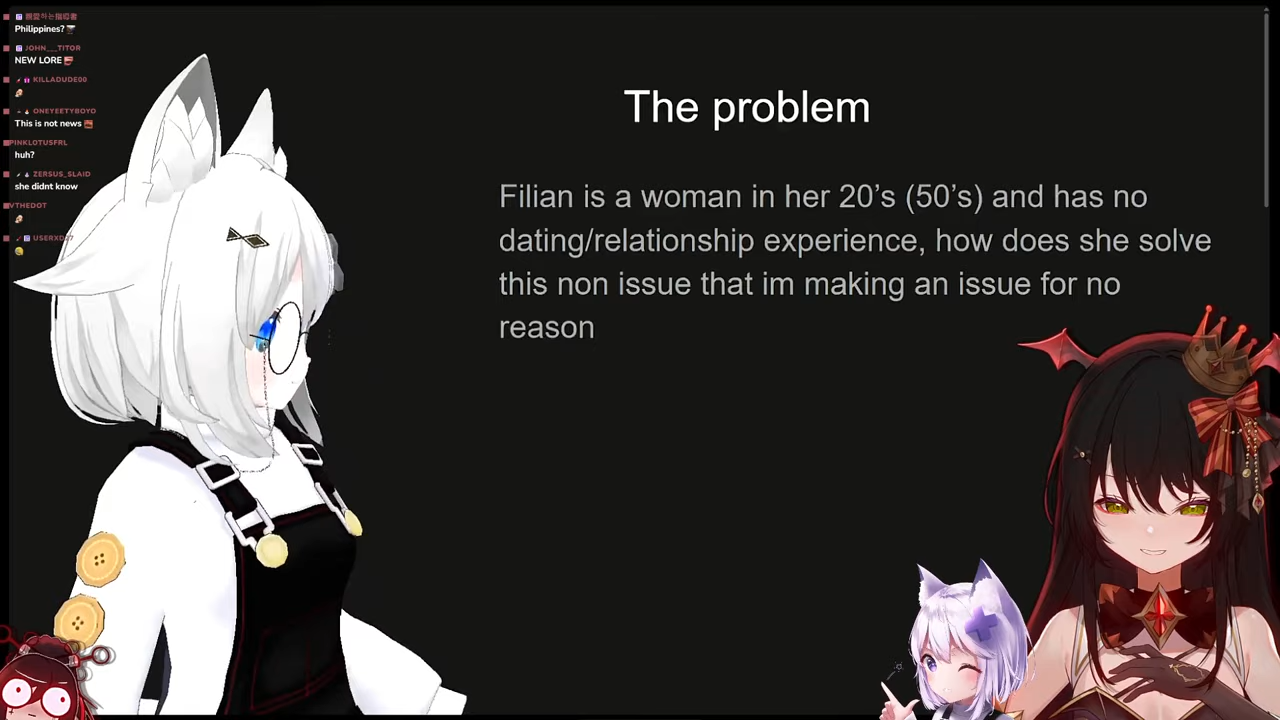 Philippines?
JOHN___TITOR
NEW LORE
KILLADUDE00
ONEYEETYBOYO
This is not news
PINKLOTUSFRL
huh?
ZERSUS_SLAID
she didnt know
VTHEDOT
The problem
Filian is a woman in her 20’s (50’s) and has no
dating/relationship experience, how does she solve
this non issue that im making an issue for no
reason